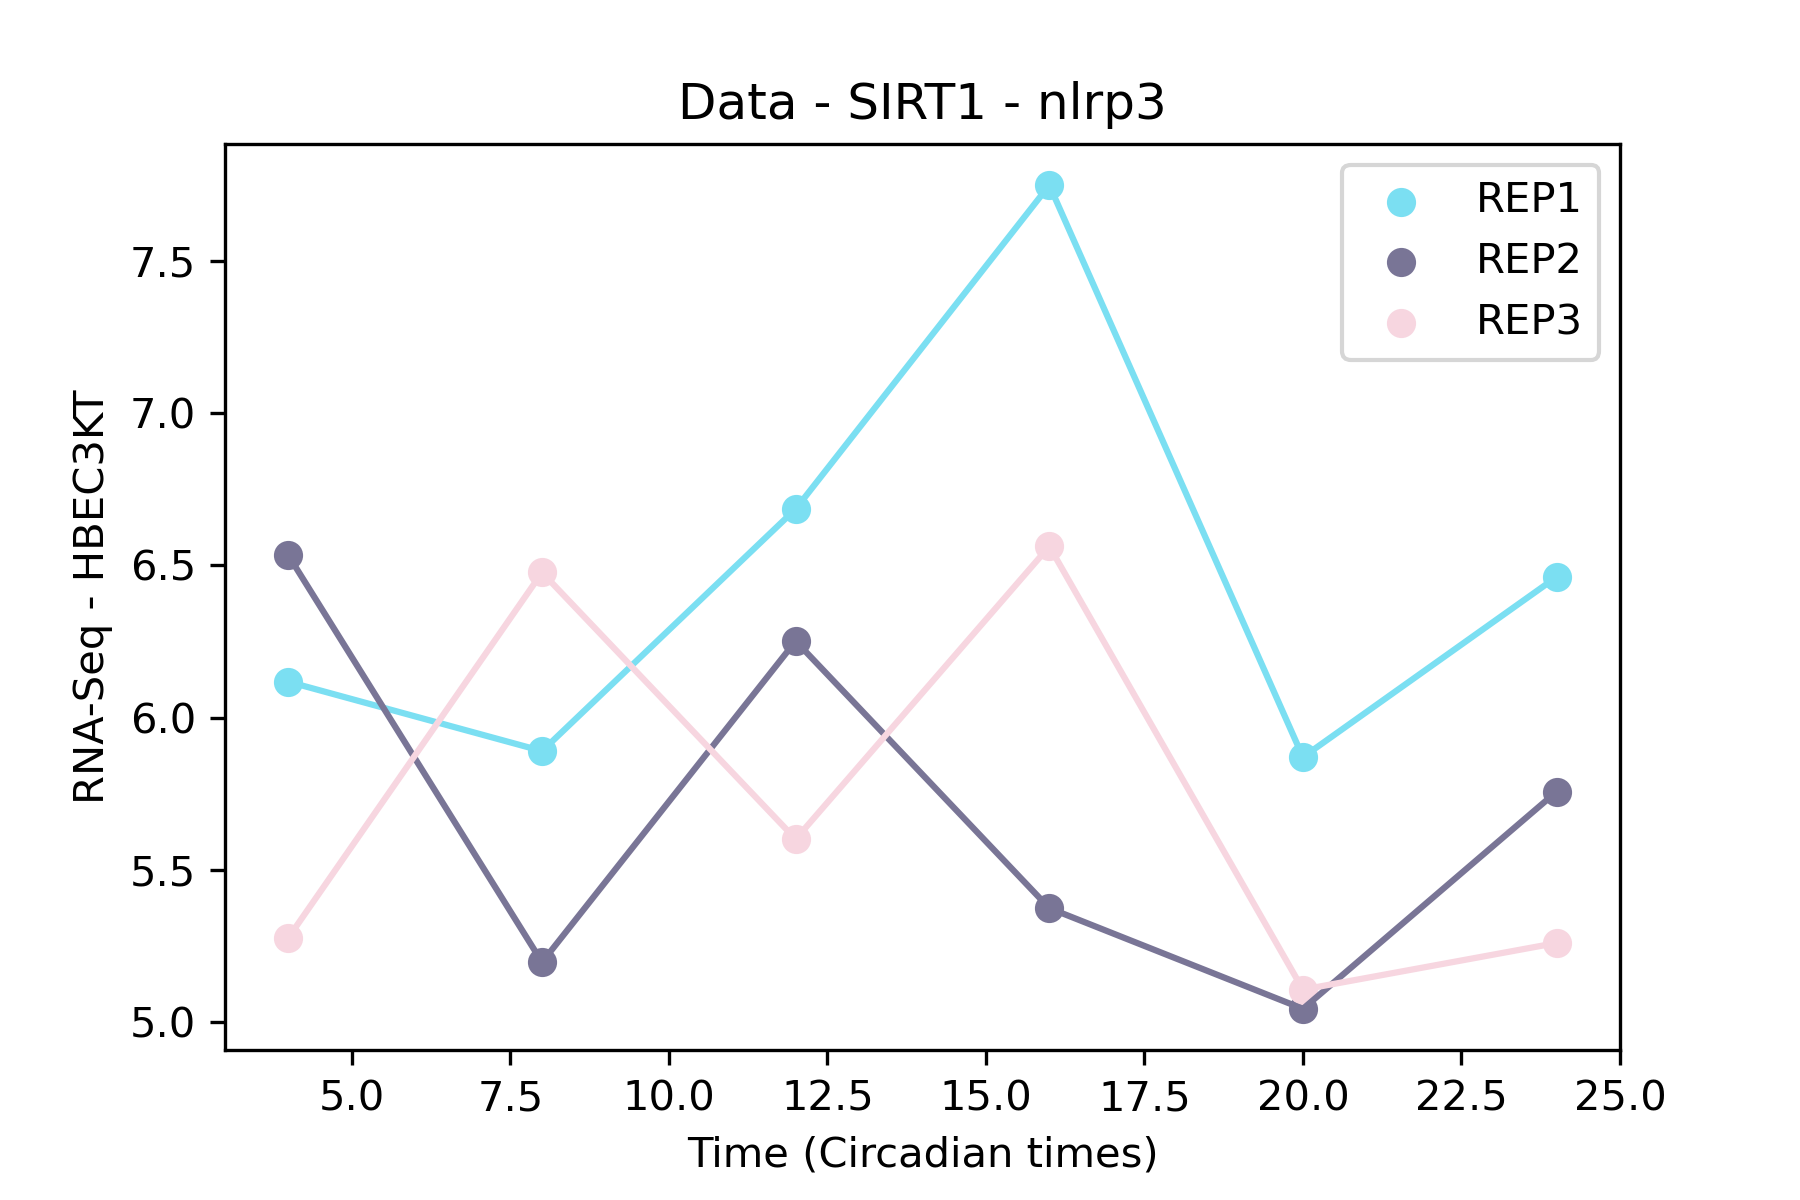 Data - SIRT1 - nlrp3
REP1
REP2
REP3
RNA-Seq - HBEC3KT
7.5
7.0
6.5
6.0
5.5
5.0
5.0 7.5 10.0 12.5 15.0 17.5 20.0 22.5 25.0
Time (Circadian times)